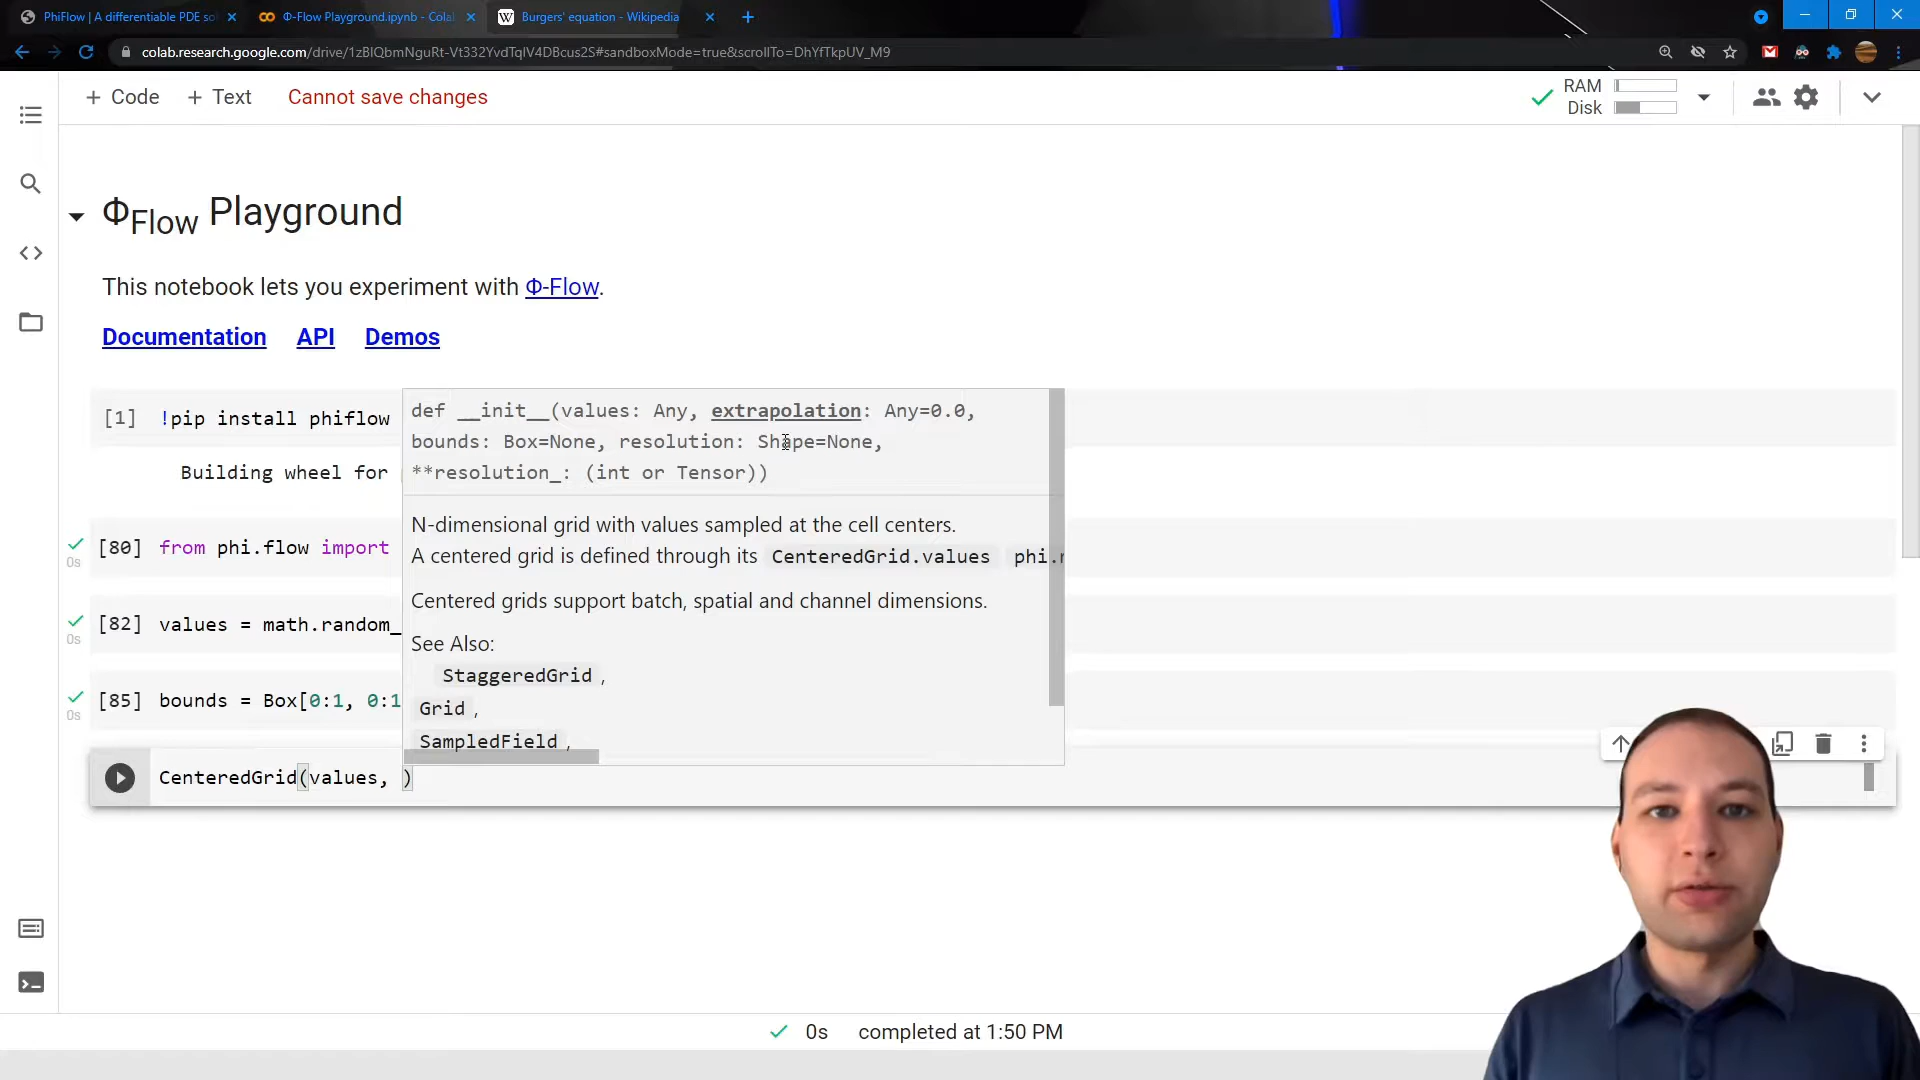 PhiFlow | A differentiable PDE so
Φ-Flow Playground.ipynb - Cola
Burgers' equation - Wikipedia
colab.research.google.com/drive/1zBlQbmNguRt-Vt332YvdTqlV4DBcus2S#sandboxMode=true&scrollTo=DhYfTkpUV_M9
+ Code + Text Cannot save changes
RAM
Disk
ΦFlow Playground
This notebook lets you experiment with Φ-Flow.
Documentation API Demos
[1] !pip install phiflow
Building wheel for
[80] from phi.flow import
0s
[82] values = math.random_
0s
[85] bounds = Box[0:1, 0:1
0s
def __init__(values: Any, extrapolation: Any=0.0,
bounds: Box=None, resolution: Shape=None,
**resolution_: (int or Tensor))
N-dimensional grid with values sampled at the cell centers.
A centered grid is defined through its CenteredGrid.values phi.
Centered grids support batch, spatial and channel dimensions.
See Also:
StaggeredGrid ,
Grid ,
SampledField ,
CenteredGrid(values, )
0s completed at 1:50 PM